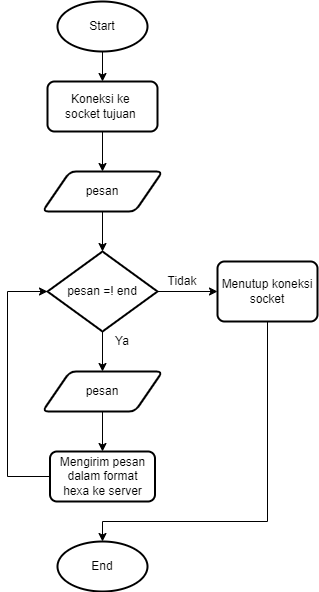 Start
Koneksi ke
socket tujuan
pesan
pesan =! end
Tidak
Menutup koneksi
socket
Ya
pesan
Mengirim pesan
dalam format
hexa ke server
End